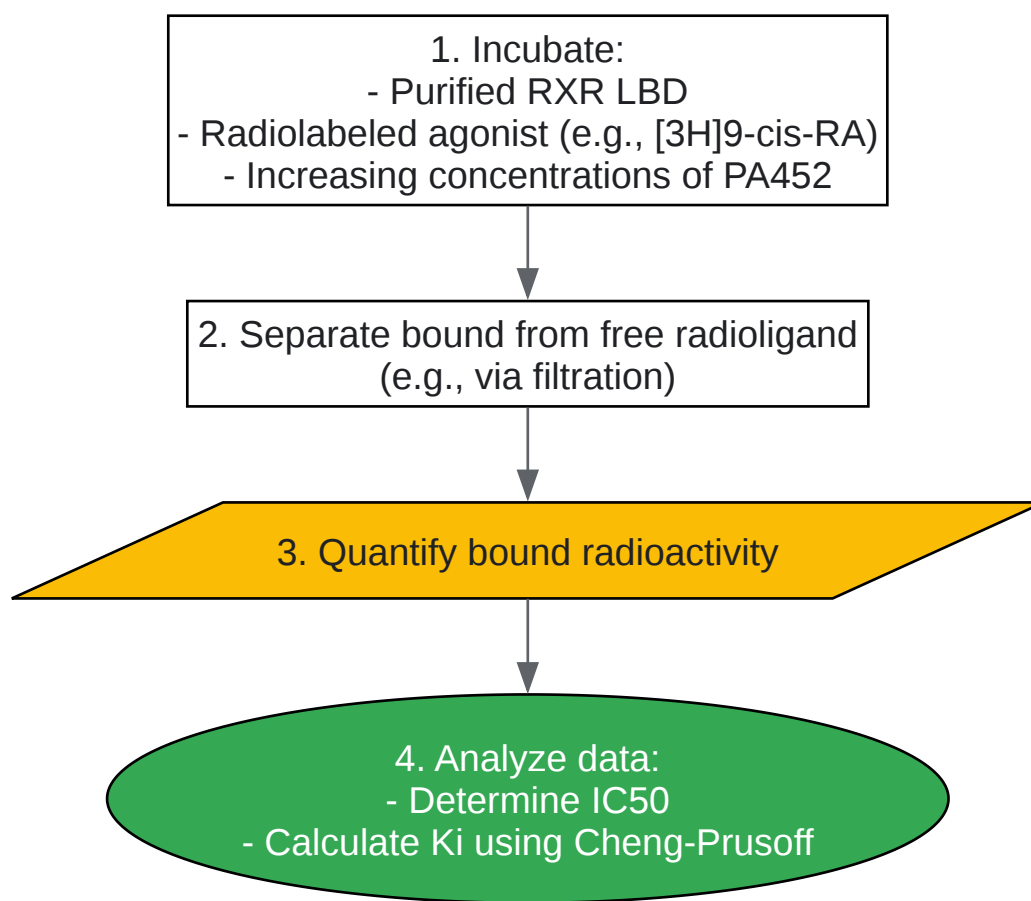 1. Incubate:
- Purified RXR LBD
- Radiolabeled agonist (e.g., [3H]9-cis-RA)
- Increasing concentrations of PA452
2. Separate bound from free radioligand
(e.g., via filtration)
3. Quantify bound radioactivity
4. Analyze data:
- Determine IC50
- Calculate Ki using Cheng-Prusoff